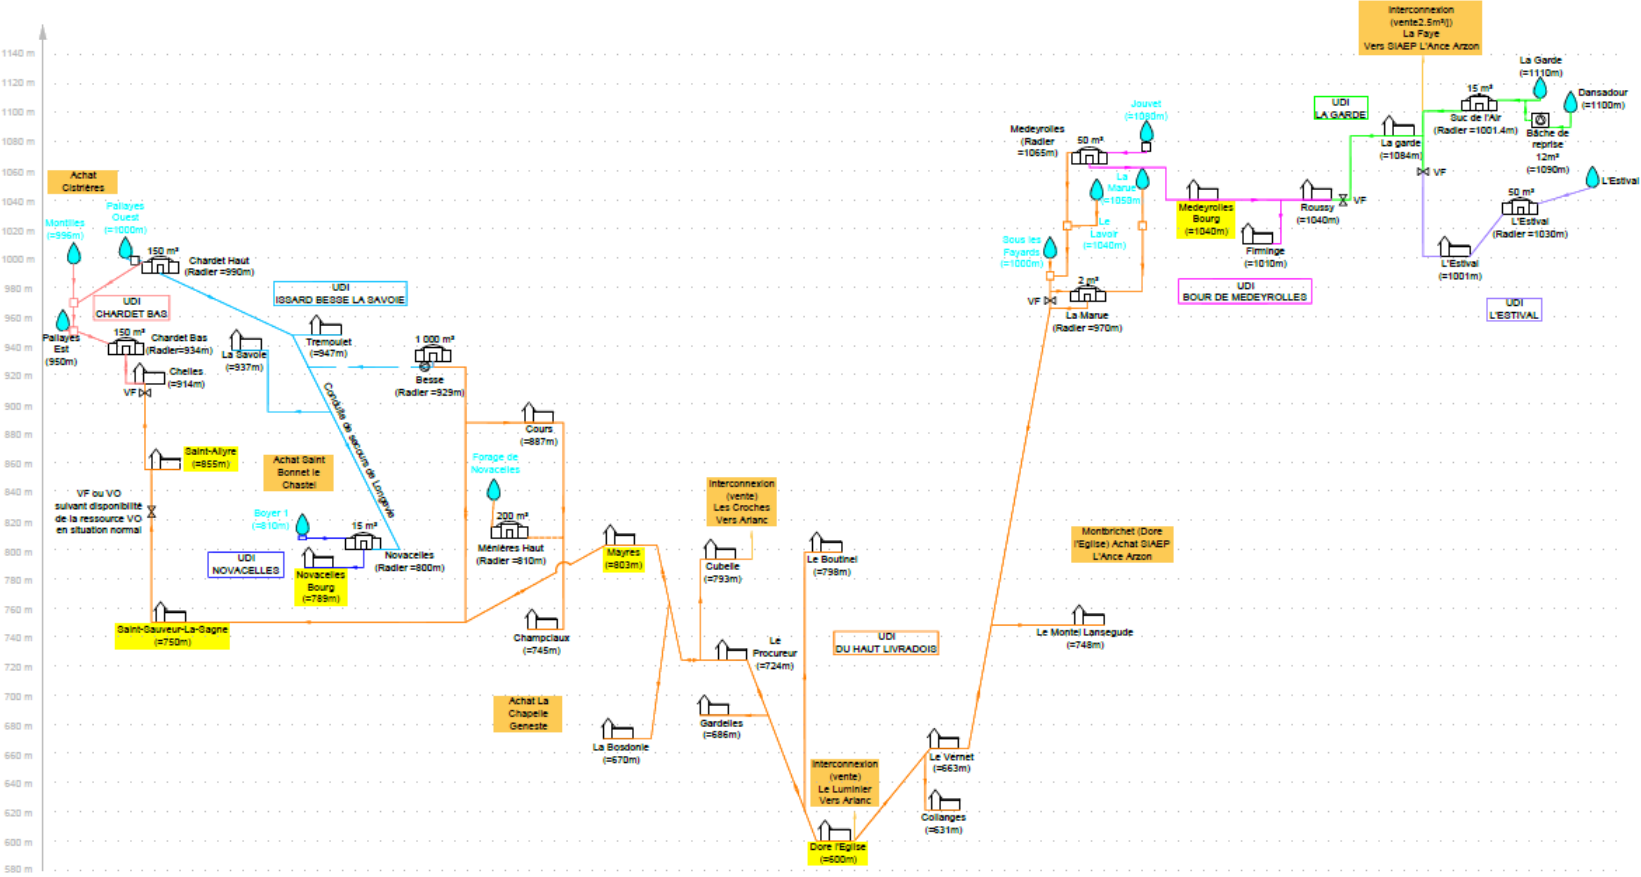 1140 m
1120 m
1100 m
1080 m
1060 m
1040 m
1020 m
1000 m
980 m
960 m
940 m
920 m
900 m
880 m
860 m
840 m
820 m
800 m
780 m
760 m
740 m
720 m
700 m
680 m
660 m
640 m
620 m
600 m
580 m
Achat
Cistrières
Montilles
(=996m)
Pallayes
Ouest
(=1000m)
150 m³
Chardet Haut
(Radier =990m)
UDI
CHARDET BAS
Pallayes
Est
(950m)
150 m³
Chardet Bas
(Radier=934m)
Chelles
(=914m)
VF
Saint-Allyre
(=855m)
VF ou VO
suivant disponibilité
de la ressource VO
en situation normal
Saint-Sauveur-La-Sagne
(=750m)
UDI
ISSARD BESSE LA SAVOIE
Tremoulet
(=947m)
La Savoie
(=937m)
1 000 m³
Besse
(Radier =929m)
Conduite de secours de Longevie
Achat Saint
Bonnet le
Chastel
Boyer 1
(=810m)
15 m³
Novacelles
(Radier =800m)
UDI
NOVACELLES
Novacelles
Bourg
(=789m)
Cours
(=887m)
Forage de
Novacelles
200 m³
Ménières Haut
(Radier =810m)
Champciaux
(=745m)
Mayres
(=803m)
Achat La
Chapelle
Geneste
La Bosdonie
(=670m)
Interconnexion
(vente)
Les Croches
Vers Arlanc
Cubelle
(=793m)
Le
Procureur
(=724m)
Gardelles
(=686m)
Le Boutinel
(=798m)
UDI
DU HAUT LIVRADOIS
Interconnexion
(vente)
Le Luminier
Vers Arlanc
Dore l'Eglise
(=600m)
Le Vernet
(=663m)
Collanges
(=631m)
Le Montel Lansegude
(=748m)
Montbrichet (Dore
l'Eglise) Achat SIAEP
L'Ance Arzon
Sous les
Fayards
(=1000m)
VF
2 m³
La Marue
(Radier =970m)
Medeyrolles
(Radier
=1065m)
50 m³
Jouvet
(=1080m)
La
Marue
(=1050m
Le
Lavoir
(=1040m)
Medeyrolles
Bourg
(=1040m)
Firminge
(=1010m)
Roussy
(=1040m)
VF
UDI
BOUR DE MEDEYROLLES
UDI
LA GARDE
Interconnexion
(vente2.5m³/j)
La Faye
Vers SIAEP L'Ance Arzon
La garde
(=1084m)
VF
15 m³
Suc de l'Air
(Radier =1001.4m)
La Garde
(=1110m)
Dansadour
(=1100m)
Bâche de
reprise
12m³
(=1090m)
L'Estival
50 m³
L'Estival
(Radier =1030m)
L'Estival
(=1001m)
UDI
L'ESTIVAL